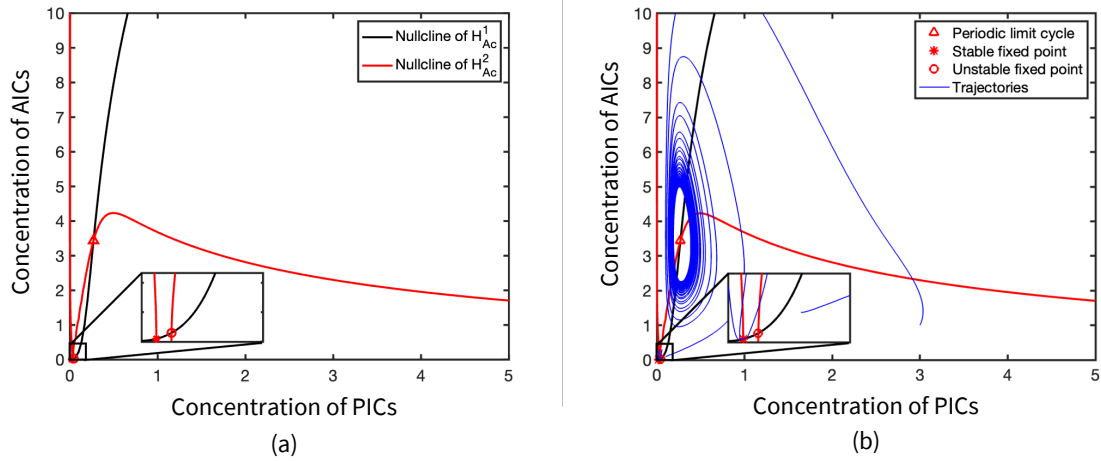 10
9
8
7
6
5
4
3
2
1
0
0 1 2 3 4 5
Concentration of AICs
Concentration of PICs
Nullcline of H¹Ac
Nullcline of H²Ac
(a)
10
9
8
7
6
5
4
3
2
1
0
0 1 2 3 4 5
Concentration of AICs
Concentration of PICs
Periodic limit cycle
Stable fixed point
Unstable fixed point
Trajectories
(b)